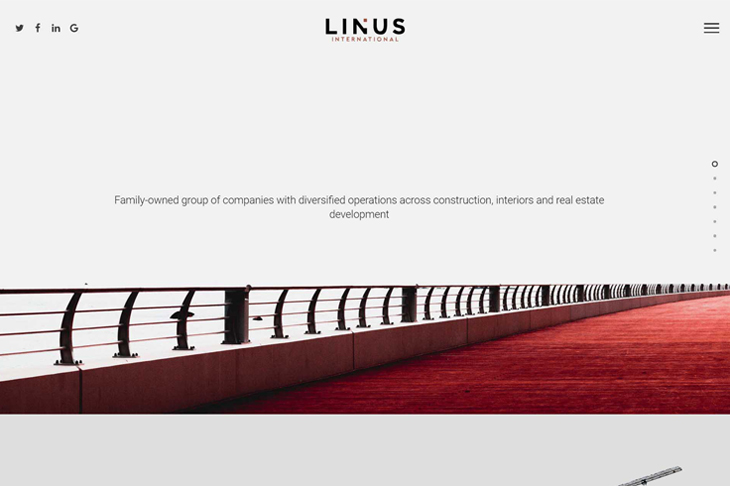 LINUS
INTERNATIONAL
Family-owned group of companies with diversified operations across construction, interiors and real estate
development